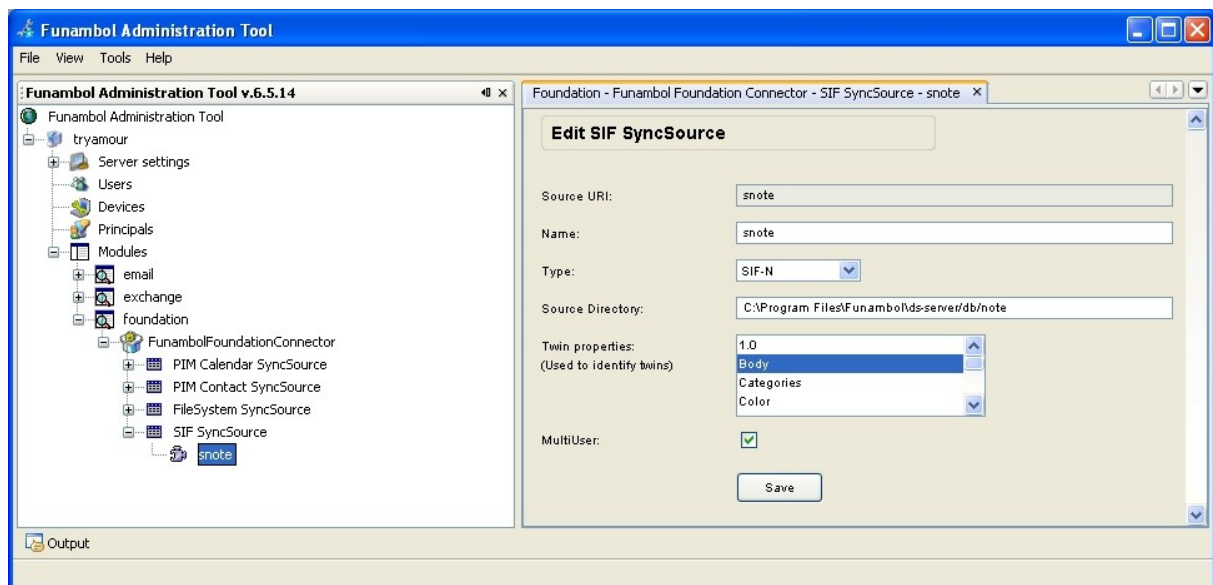 Funambol Administration Tool
File View Tools Help
Funambol Administration Tool v.6.5.14
Funambol Administration Tool
tryamour
Server settings
Users
Devices
Principals
Modules
email
exchange
foundation
FunambolFoundationConnector
PIM Calendar SyncSource
PIM Contact SyncSource
FileSystem SyncSource
SIF SyncSource
snote
Output
Foundation - Funambol Foundation Connector - SIF SyncSource - snote
Edit SIF SyncSource
Source URI: snote
Name: snote
Type: SIF-N
Source Directory: C:\Program Files\Funambol\ds-server/db/note
Twin properties:
(Used to identify twins)
1.0
Body
Categories
Color
MultiUser:
Save